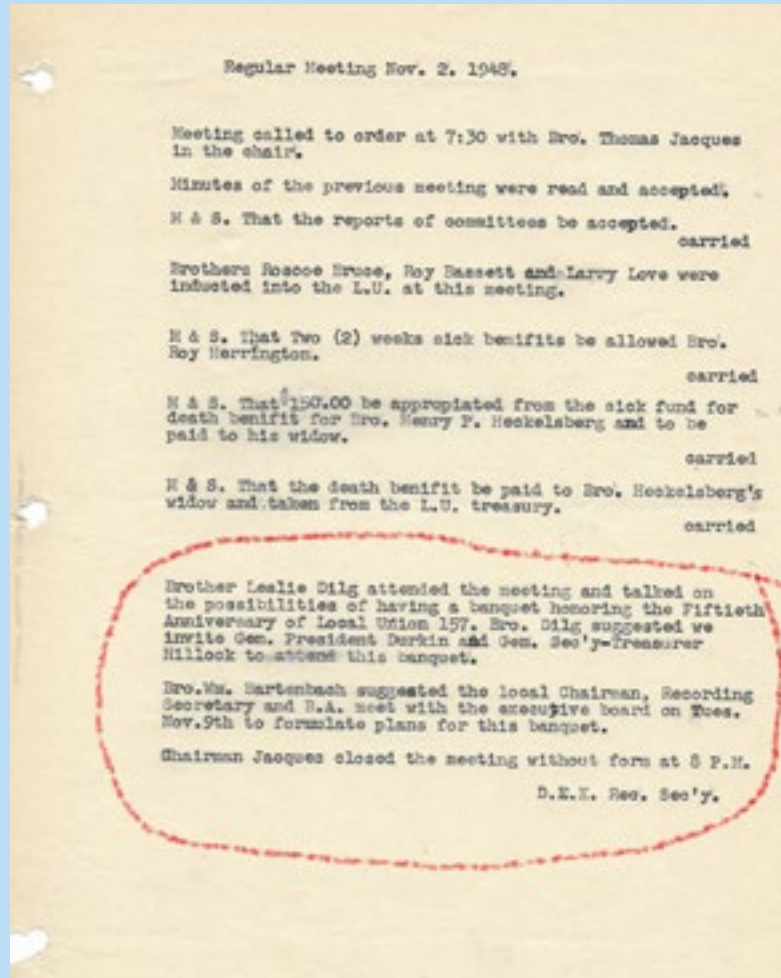 Regular Meeting Nov. 2. 1948.
Meeting called to order at 7:30 with Bro. Thomas Jacques
in the chair.
Minutes of the previous meeting were read and accepted.
M & S. That the reports of committees be accepted.
carried
Brothers Roscoe Bruce, Roy Bassett and Larry Love were
inducted into the L.U. at this meeting.
M & S. That Two (2) weeks sick benifits be allowed Bro.
Roy Herrington.
carried
M & S. That $150.00 be appropiated from the sick fund for
death benifit for Bro. Henry P. Heckelsberg and to be
paid to his widow.
carried
M & S. That the death benifit be paid to Bro. Heckelsberg's
widow and taken from the L.U. treasury.
carried
Brother Leslie Dilg attended the meeting and talked on
the possibilities of having a banquet honoring the Fiftieth
Anniversary of Local Union 157. Bro. Dilg suggested we
invite Gen. President Durkin and Gen. Sec'y-Treasurer
Hillock to attend this banquet.
Bro.Wm. Bartenbach suggested the local Chairman, Recording
Secretary and B.A. meet with the executive board on Tues.
Nov.9th to formulate plans for this banquet.
Chairman Jacques closed the meeting without form at 8 P.M.
Rec. Sec'y.